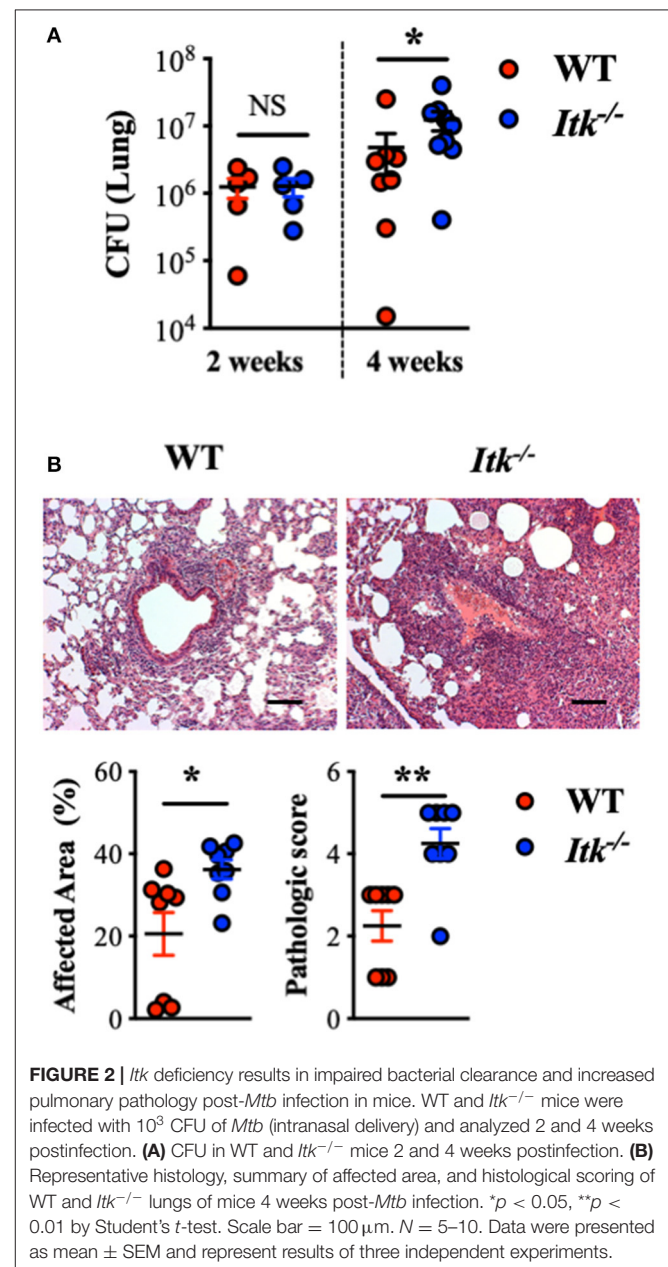 A
10⁸
10⁷
10⁶
10⁵
10⁴
CFU (Lung)
NS
*
WT
Itk⁻/⁻
2 weeks
4 weeks
B
WT
Itk⁻/⁻
60
40
20
0
Affected Area (%)
*
6
4
2
0
Pathologic score
**
WT
Itk⁻/⁻
FIGURE 2 | Itk deficiency results in impaired bacterial clearance and increased
pulmonary pathology post-Mtb infection in mice. WT and Itk⁻/⁻ mice were
infected with 10³ CFU of Mtb (intranasal delivery) and analyzed 2 and 4 weeks
postinfection. (A) CFU in WT and Itk⁻/⁻ mice 2 and 4 weeks postinfection. (B)
Representative histology, summary of affected area, and histological scoring of
WT and Itk⁻/⁻ lungs of mice 4 weeks post-Mtb infection. *p < 0.05, **p <
0.01 by Student's t-test. Scale bar = 100 μm. N = 5–10. Data were presented
as mean ± SEM and represent results of three independent experiments.